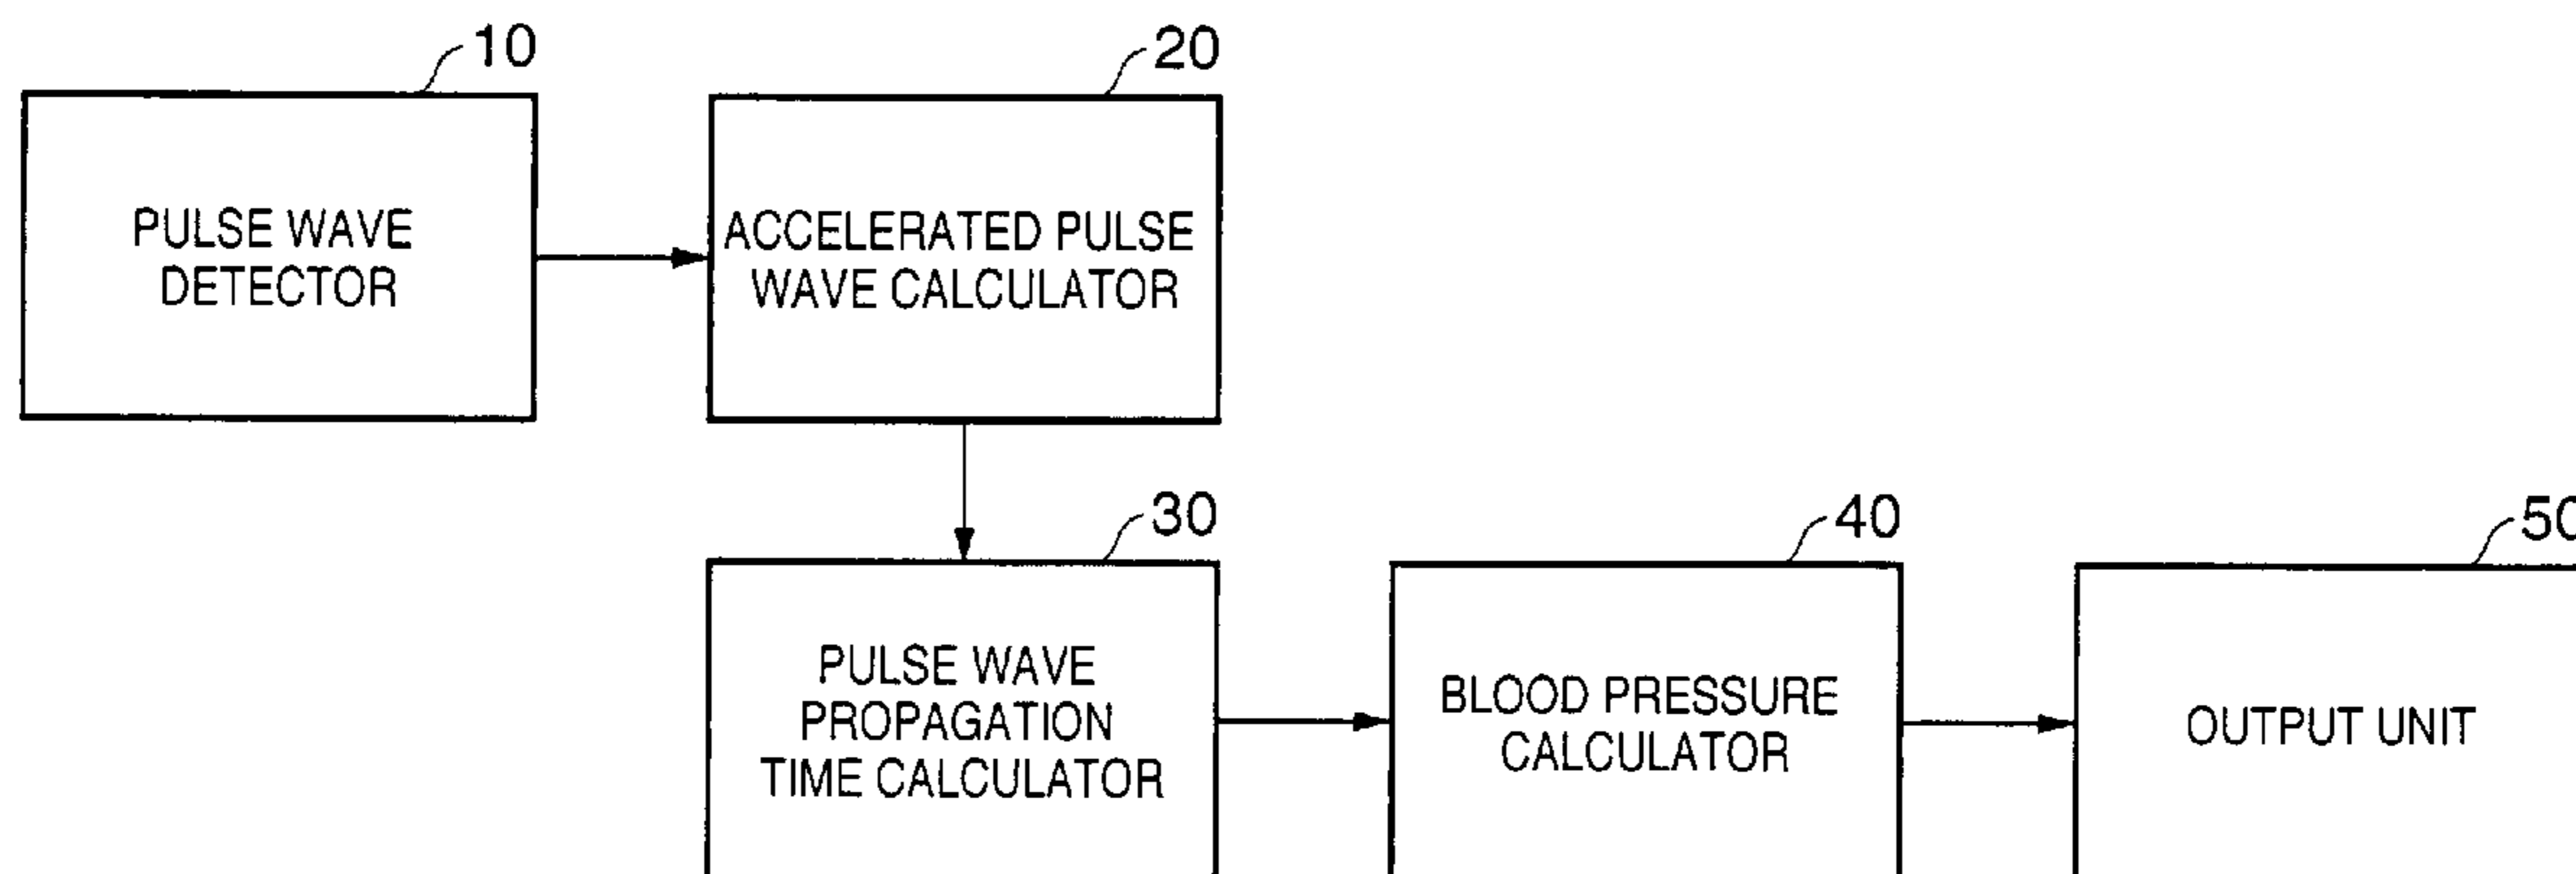 10
20
PULSE WAVE
DETECTOR
ACCELERATED PULSE
WAVE CALCULATOR
30
40
50
PULSE WAVE
PROPAGATION
TIME CALCULATOR
BLOOD PRESSURE
CALCULATOR
OUTPUT UNIT